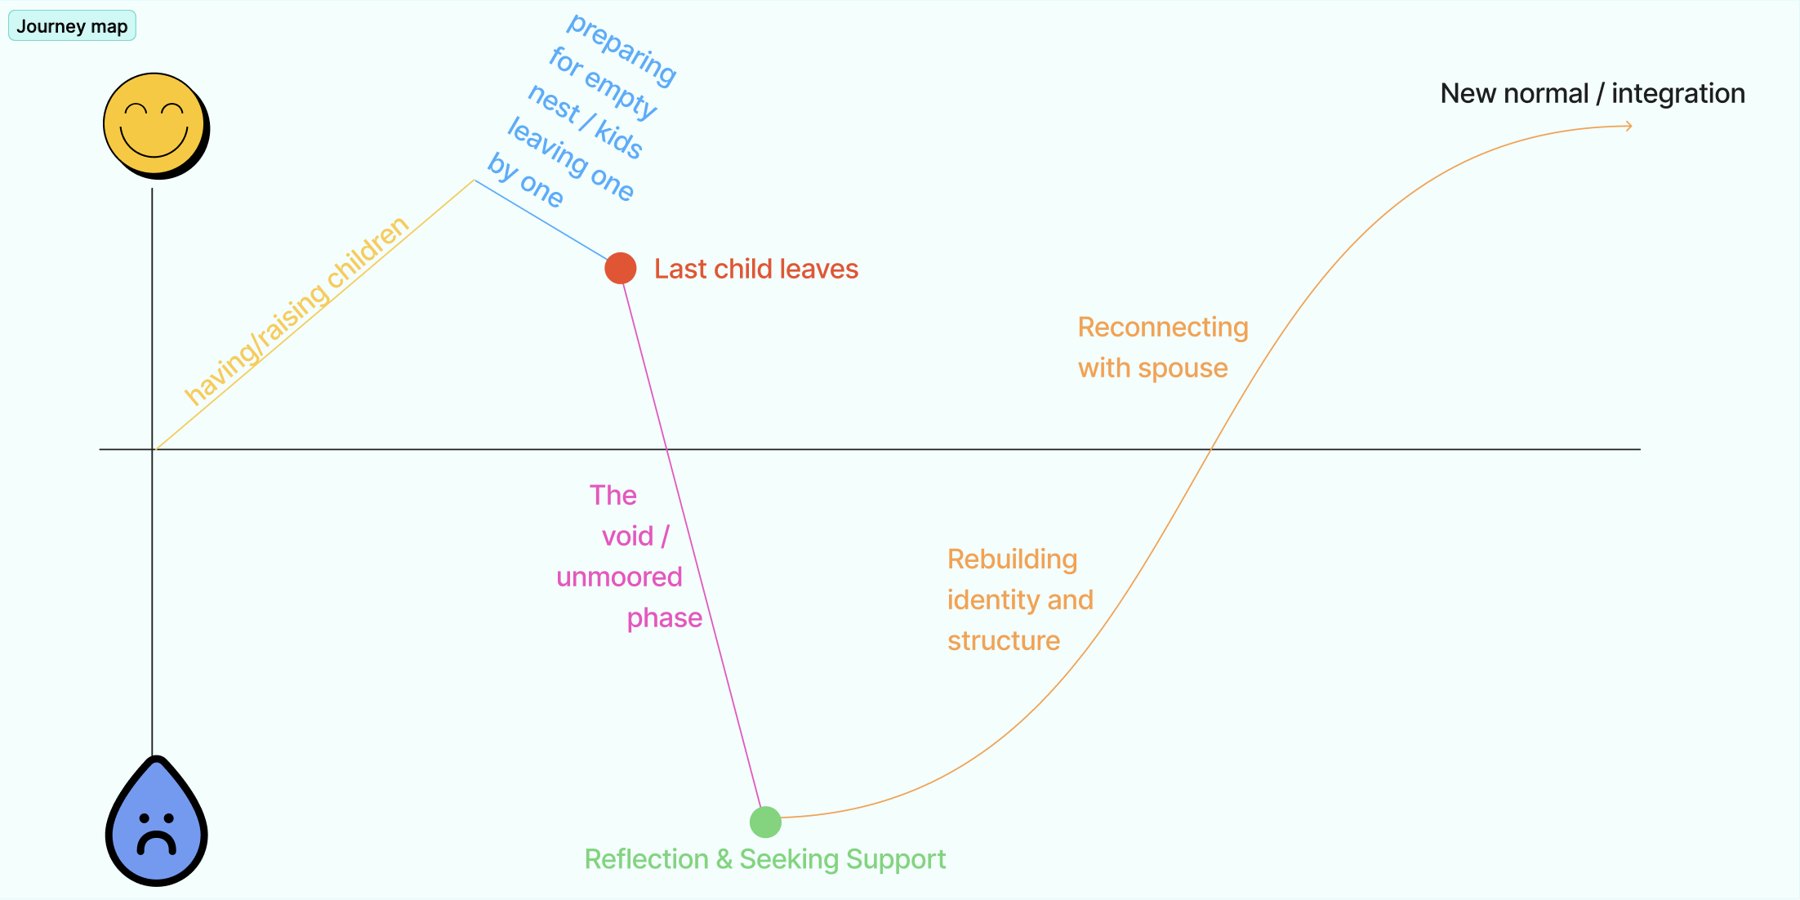 Journey map
having/raising children
preparing
for empty
nest / kids
leaving one
by one
Last child leaves
The
void /
unmoored
phase
Reflection & Seeking Support
Rebuilding
identity and
structure
Reconnecting
with spouse
New normal / integration